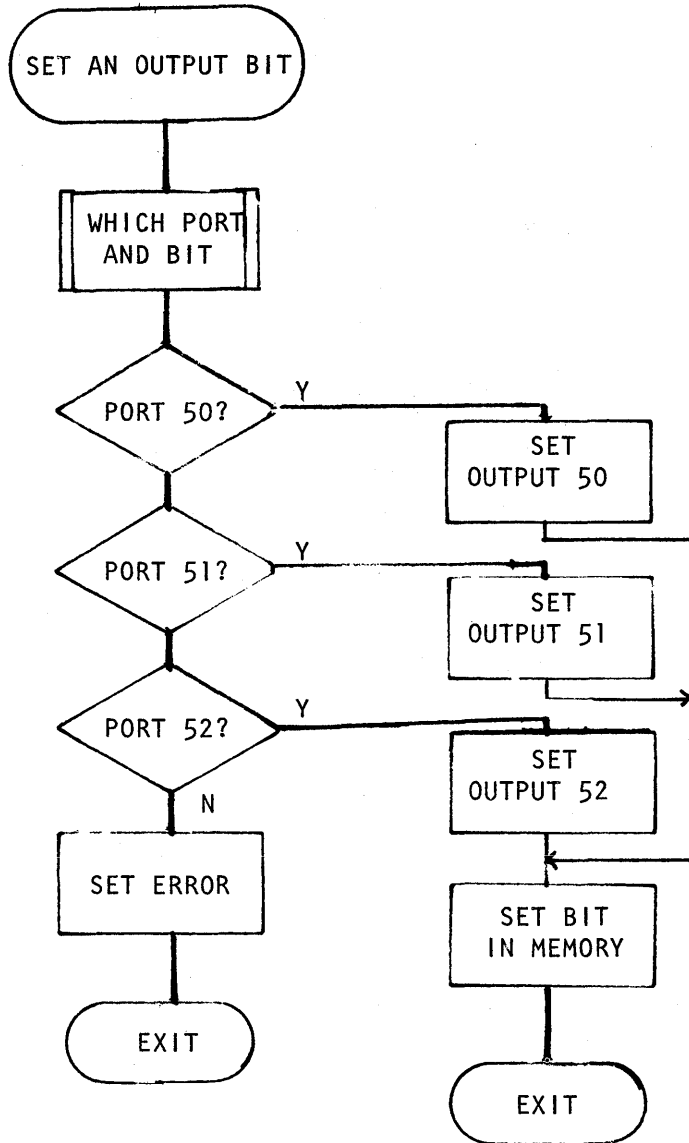 SET AN OUTPUT BIT
WHICH PORT
AND BIT
PORT 50?
Y
SET
OUTPUT 50
PORT 51?
Y
SET
OUTPUT 51
PORT 52?
Y
SET
OUTPUT 52
N
SET ERROR
SET BIT
IN MEMORY
EXIT
EXIT